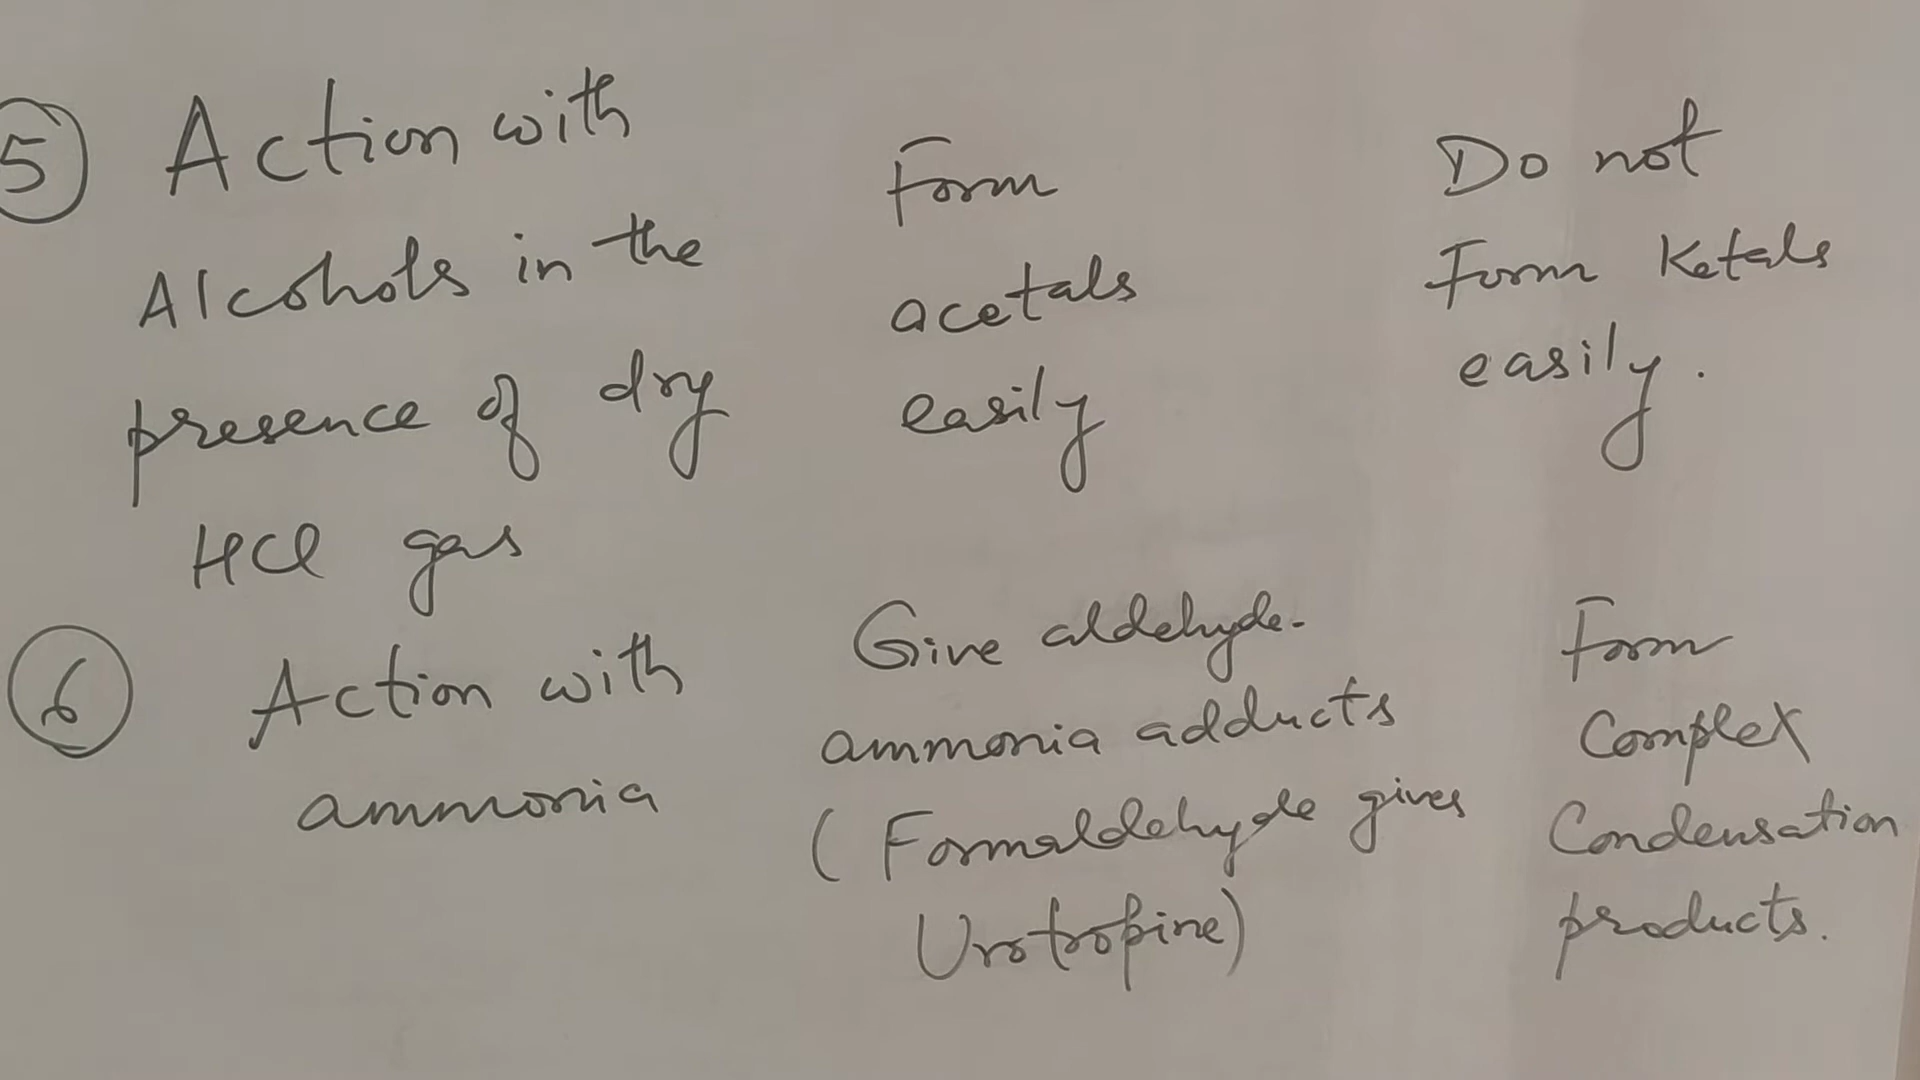 5 Action with
Alcohols in the
presence of dry
HCl gas
Form
acetals
easily
Do not
Form Ketals
easily.
6 Action with
ammonia
Give aldehyde-
ammonia adducts
(Formaldehyde gives
Urotropine)
Form
Complex
Condensation
products.